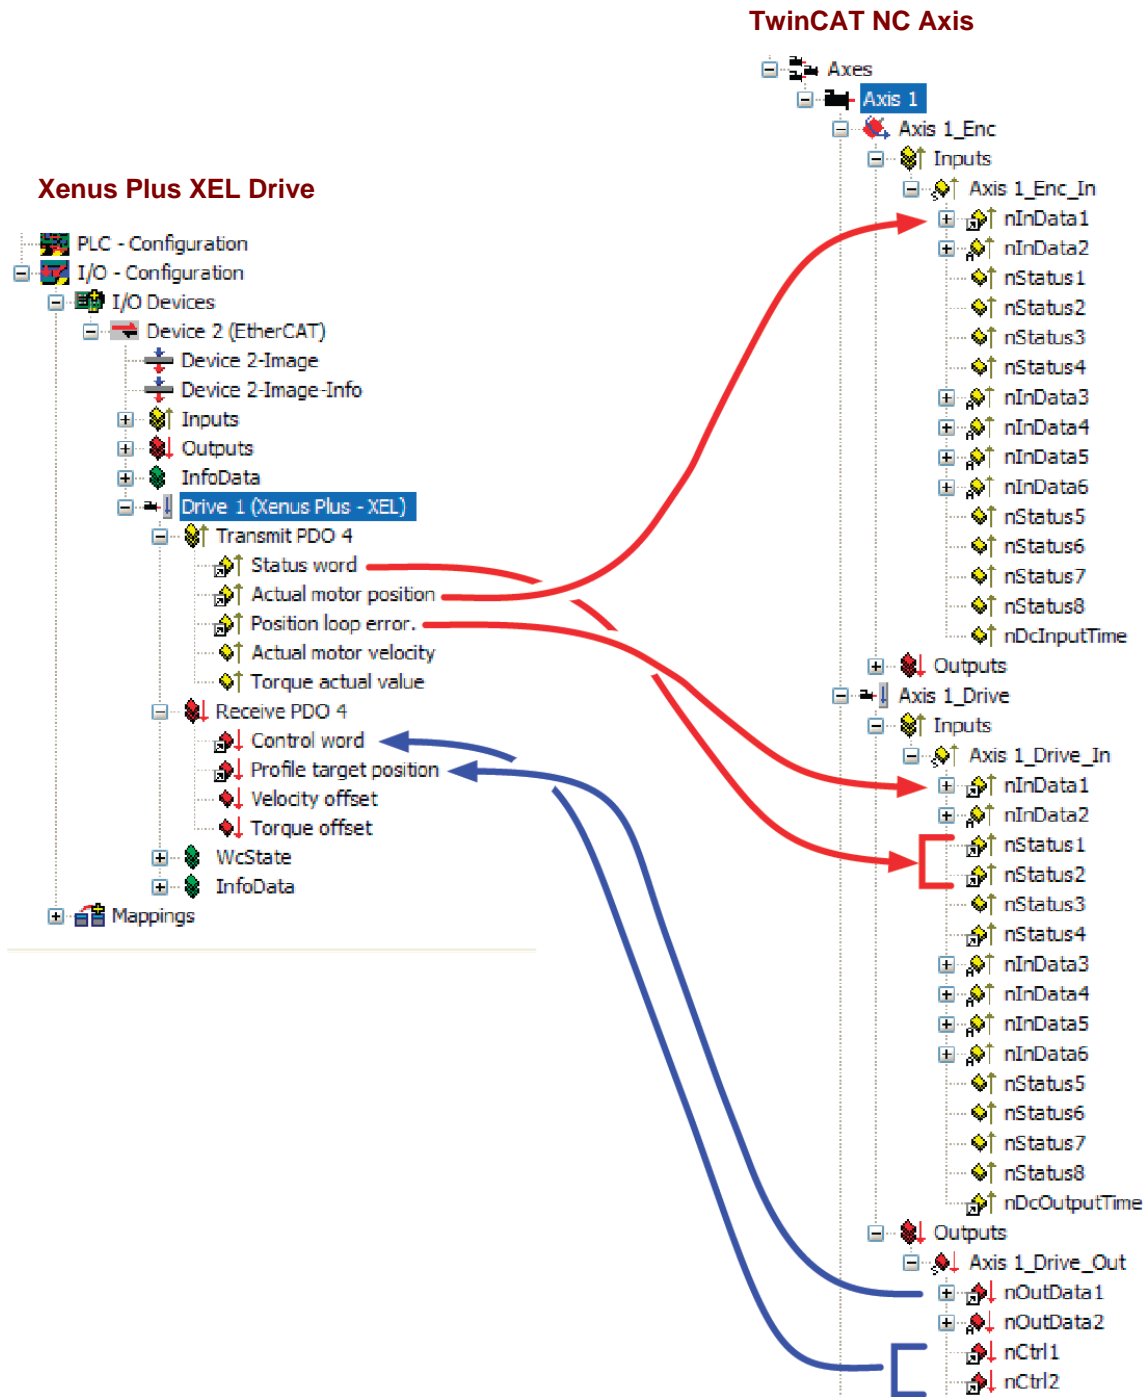 TwinCAT NC Axis
Axes
Axis 1
Axis 1_Enc
Inputs
Axis 1_Enc_In
nInData1
nInData2
nStatus1
nStatus2
nStatus3
nStatus4
nInData3
nInData4
nInData5
nInData6
nStatus5
nStatus6
nStatus7
nStatus8
nDcInputTime
Outputs
Axis 1_Drive
Inputs
Axis 1_Drive_In
nInData1
nInData2
nStatus1
nStatus2
nStatus3
nStatus4
nInData3
nInData4
nInData5
nInData6
nStatus5
nStatus6
nStatus7
nStatus8
nDcOutputTime
Outputs
Axis 1_Drive_Out
nOutData1
nOutData2
nCtrl1
nCtrl2
Xenus Plus XEL Drive
PLC - Configuration
I/O - Configuration
I/O Devices
Device 2 (EtherCAT)
Device 2-Image
Device 2-Image-Info
Inputs
Outputs
InfoData
Drive 1 (Xenus Plus - XEL)
Transmit PDO 4
Status word
Actual motor position
Position loop error.
Actual motor velocity
Torque actual value
Receive PDO 4
Control word
Profile target position
Velocity offset
Torque offset
WcState
InfoData
Mappings